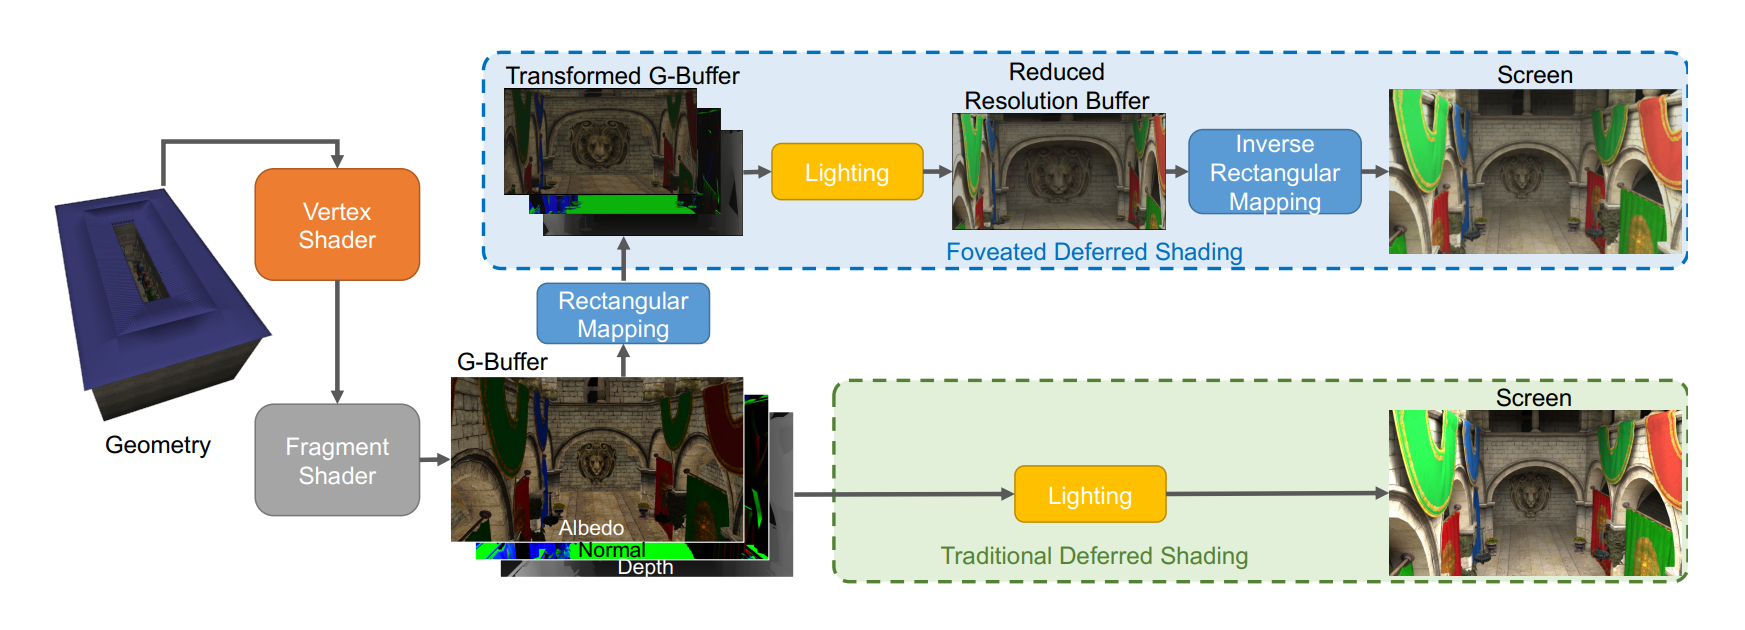 Transformed G-Buffer
Reduced
Resolution Buffer
Screen
Lighting
Inverse
Rectangular
Mapping
Foveated Deferred Shading
Vertex
Shader
Rectangular
Mapping
G-Buffer
Geometry
Fragment
Shader
Albedo
Normal
Depth
Screen
Lighting
Traditional Deferred Shading